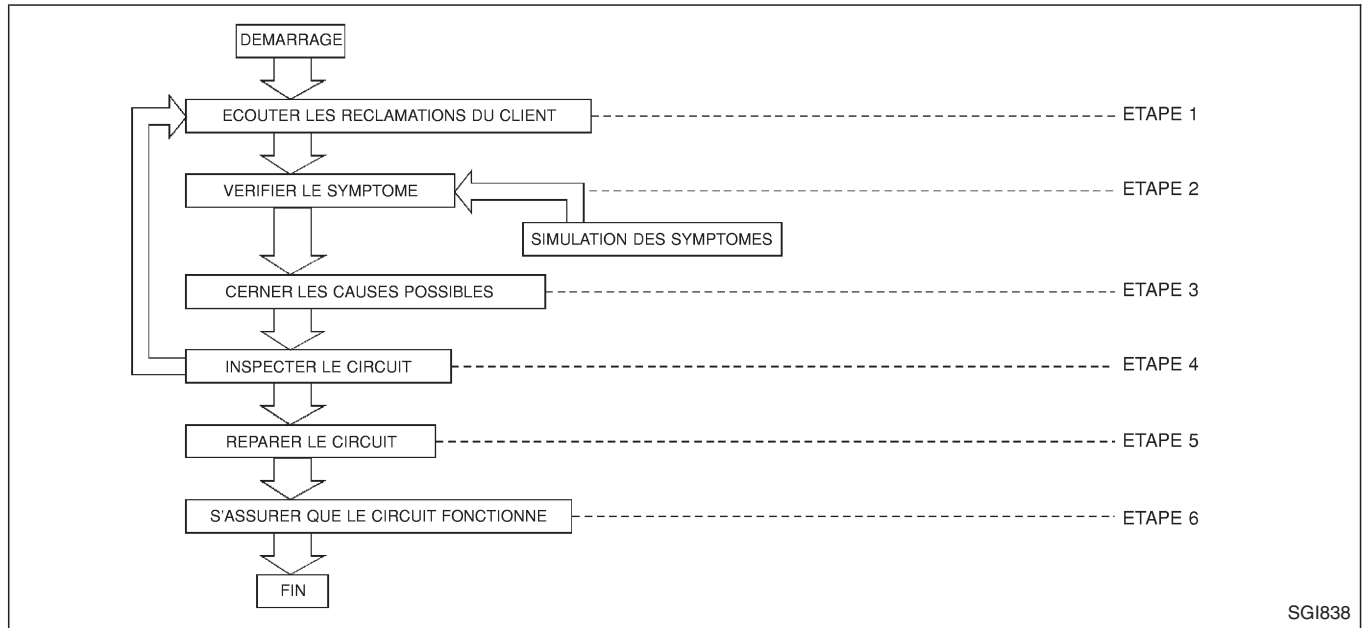 DEMARRAGE
ECOUTER LES RECLAMATIONS DU CLIENT
ETAPE 1
VERIFIER LE SYMPTOME
ETAPE 2
SIMULATION DES SYMPTOMES
CERNER LES CAUSES POSSIBLES
ETAPE 3
INSPECTER LE CIRCUIT
ETAPE 4
REPARER LE CIRCUIT
ETAPE 5
S'ASSURER QUE LE CIRCUIT FONCTIONNE
ETAPE 6
FIN
SGI838